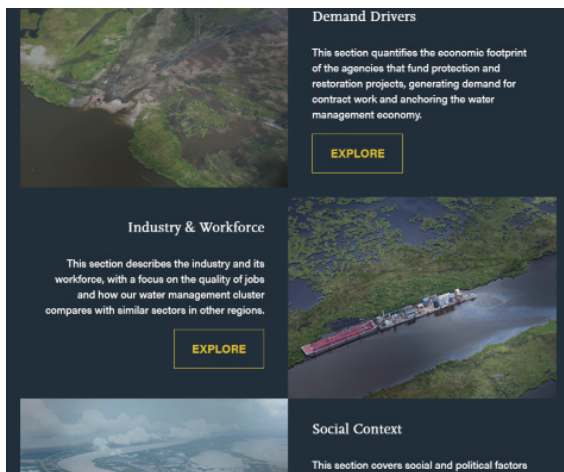 Demand Drivers
This section quantifies the economic footprint
of the agencies that fund protection and
restoration projects, generating demand for
contract work and anchoring the water
management economy.
EXPLORE
Industry & Workforce
This section describes the industry and its
workforce, with a focus on the quality of jobs
and how our water management cluster
compares with similar sectors in other regions.
EXPLORE
Social Context
This section covers social and political factors